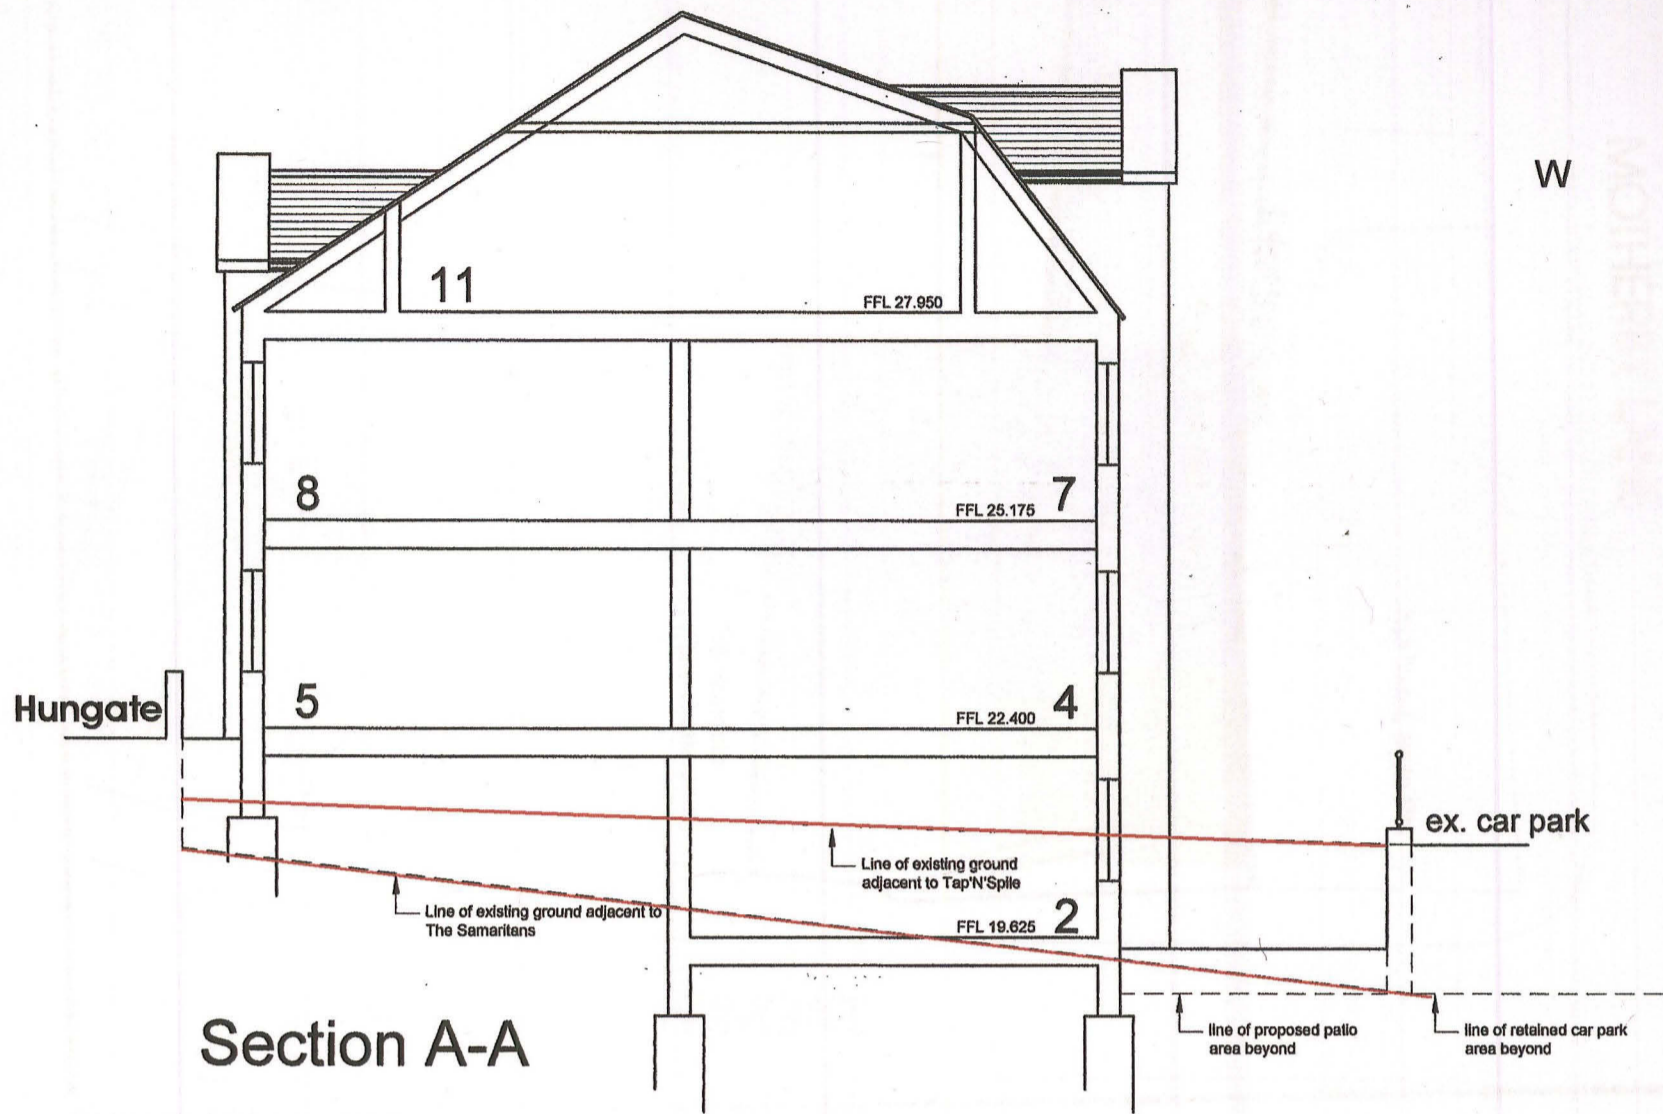 W
11
FFL 27.950
8
FFL 25.175
7
5
FFL 22.400
4
Hungate
ex. car park
Line of existing ground
adjacent to Tap'N'Spile
Line of existing ground adjacent to
The Samaritans
FFL 19.625
2
Section A-A
line of proposed patio
area beyond
line of retained car park
area beyond